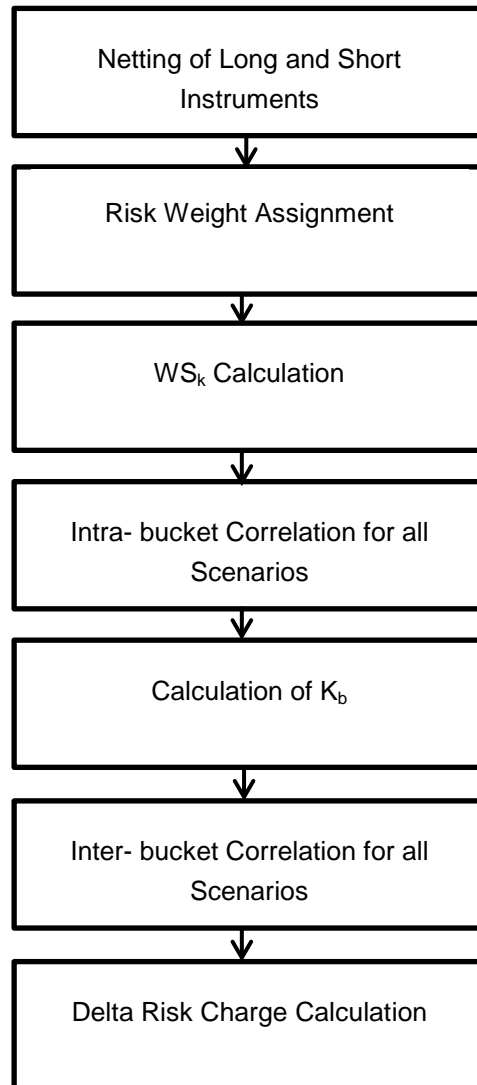 Netting of Long and Short
Instruments
Risk Weight Assignment
WSk Calculation
Intra- bucket Correlation for all
Scenarios
Calculation of Kb
Inter- bucket Correlation for all
Scenarios
Delta Risk Charge Calculation